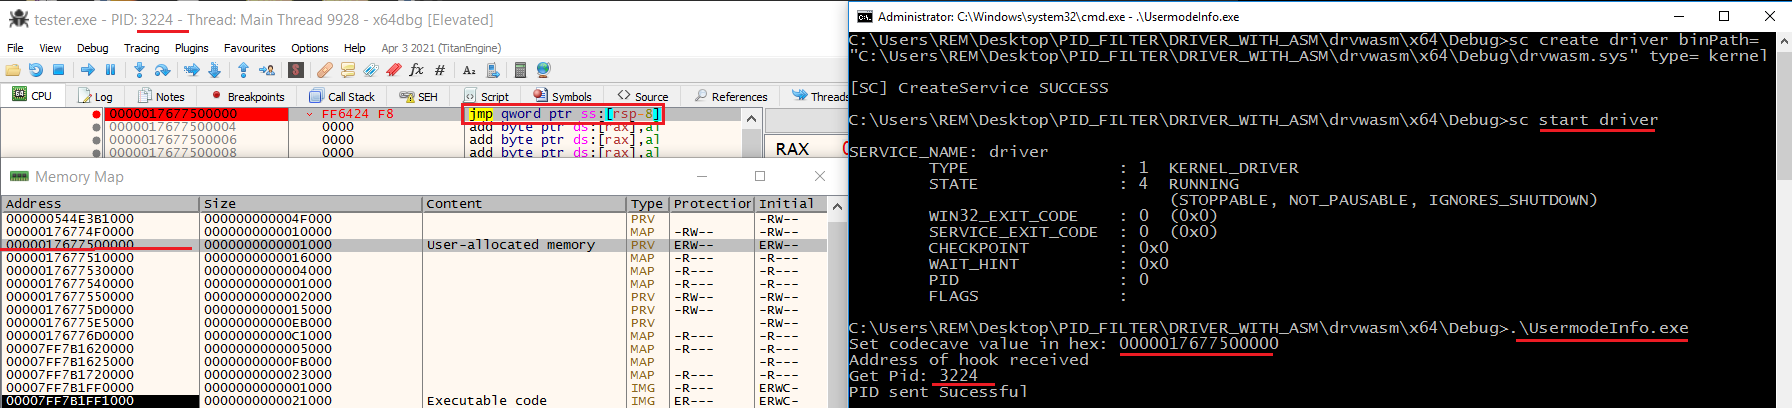 tester.exe - PID: 3224 - Thread: Main Thread 9928 - x64dbg [Elevated]
File View Debug Tracing Plugins Favourites Options Help Apr 3 2021 (TitanEngine)
CPU Log Notes Breakpoints Call Stack SEH Script Symbols Source References Threads
0000017677500000 FF6424 F8 jmp qword ptr ss:[rsp-8]
0000017677500004 0000 add byte ptr ds:[rax],al
0000017677500006 0000 add byte ptr ds:[rax],al
0000017677500008 0000 add byte ptr ds:[rax],al
RAX
Memory Map
Address Size Content Type Protection Initial
000000544E3B1000 000000000004F000 PRV -RW--
00000176774F0000 0000000000010000 MAP -RW-- -RW--
0000017677500000 0000000000001000 User-allocated memory PRV ERW-- ERW--
0000017677510000 0000000000016000 MAP -R--- -R---
0000017677530000 0000000000004000 MAP -R--- -R---
0000017677540000 0000000000001000 MAP -R--- -R---
0000017677550000 0000000000002000 PRV -RW-- -RW--
00000176775D0000 0000000000015000 PRV -RW-- -RW--
00000176775E5000 00000000000EB000 PRV -RW--
00000176776D0000 00000000000C1000 MAP -R--- -R---
00007FF7B1620000 0000000000005000 MAP -R--- -R---
00007FF7B1625000 00000000000FB000 MAP -R---
00007FF7B1720000 0000000000023000 MAP -R--- -R---
00007FF7B1FF0000 0000000000001000 IMG -R--- ERWC-
00007FF7B1FF1000 0000000000021000 Executable code IMG ER--- ERWC-
Administrator: C:\Windows\system32\cmd.exe - .\UsermodeInfo.exe
C:\Users\REM\Desktop\PID_FILTER\DRIVER_WITH_ASM\drvwasm\x64\Debug>sc create driver binPath=
"C:\Users\REM\Desktop\PID_FILTER\DRIVER_WITH_ASM\drvwasm\x64\Debug\drvwasm.sys" type= kernel
[SC] CreateService SUCCESS
C:\Users\REM\Desktop\PID_FILTER\DRIVER_WITH_ASM\drvwasm\x64\Debug>sc start driver
SERVICE_NAME: driver
TYPE : 1 KERNEL_DRIVER
STATE : 4 RUNNING
(STOPPABLE, NOT_PAUSABLE, IGNORES_SHUTDOWN)
WIN32_EXIT_CODE : 0 (0x0)
SERVICE_EXIT_CODE : 0 (0x0)
CHECKPOINT : 0x0
WAIT_HINT : 0x0
PID : 0
FLAGS :
C:\Users\REM\Desktop\PID_FILTER\DRIVER_WITH_ASM\drvwasm\x64\Debug>.\UsermodeInfo.exe
Set codecave value in hex: 0000017677500000
Address of hook received
Get Pid: 3224
PID sent Sucessful